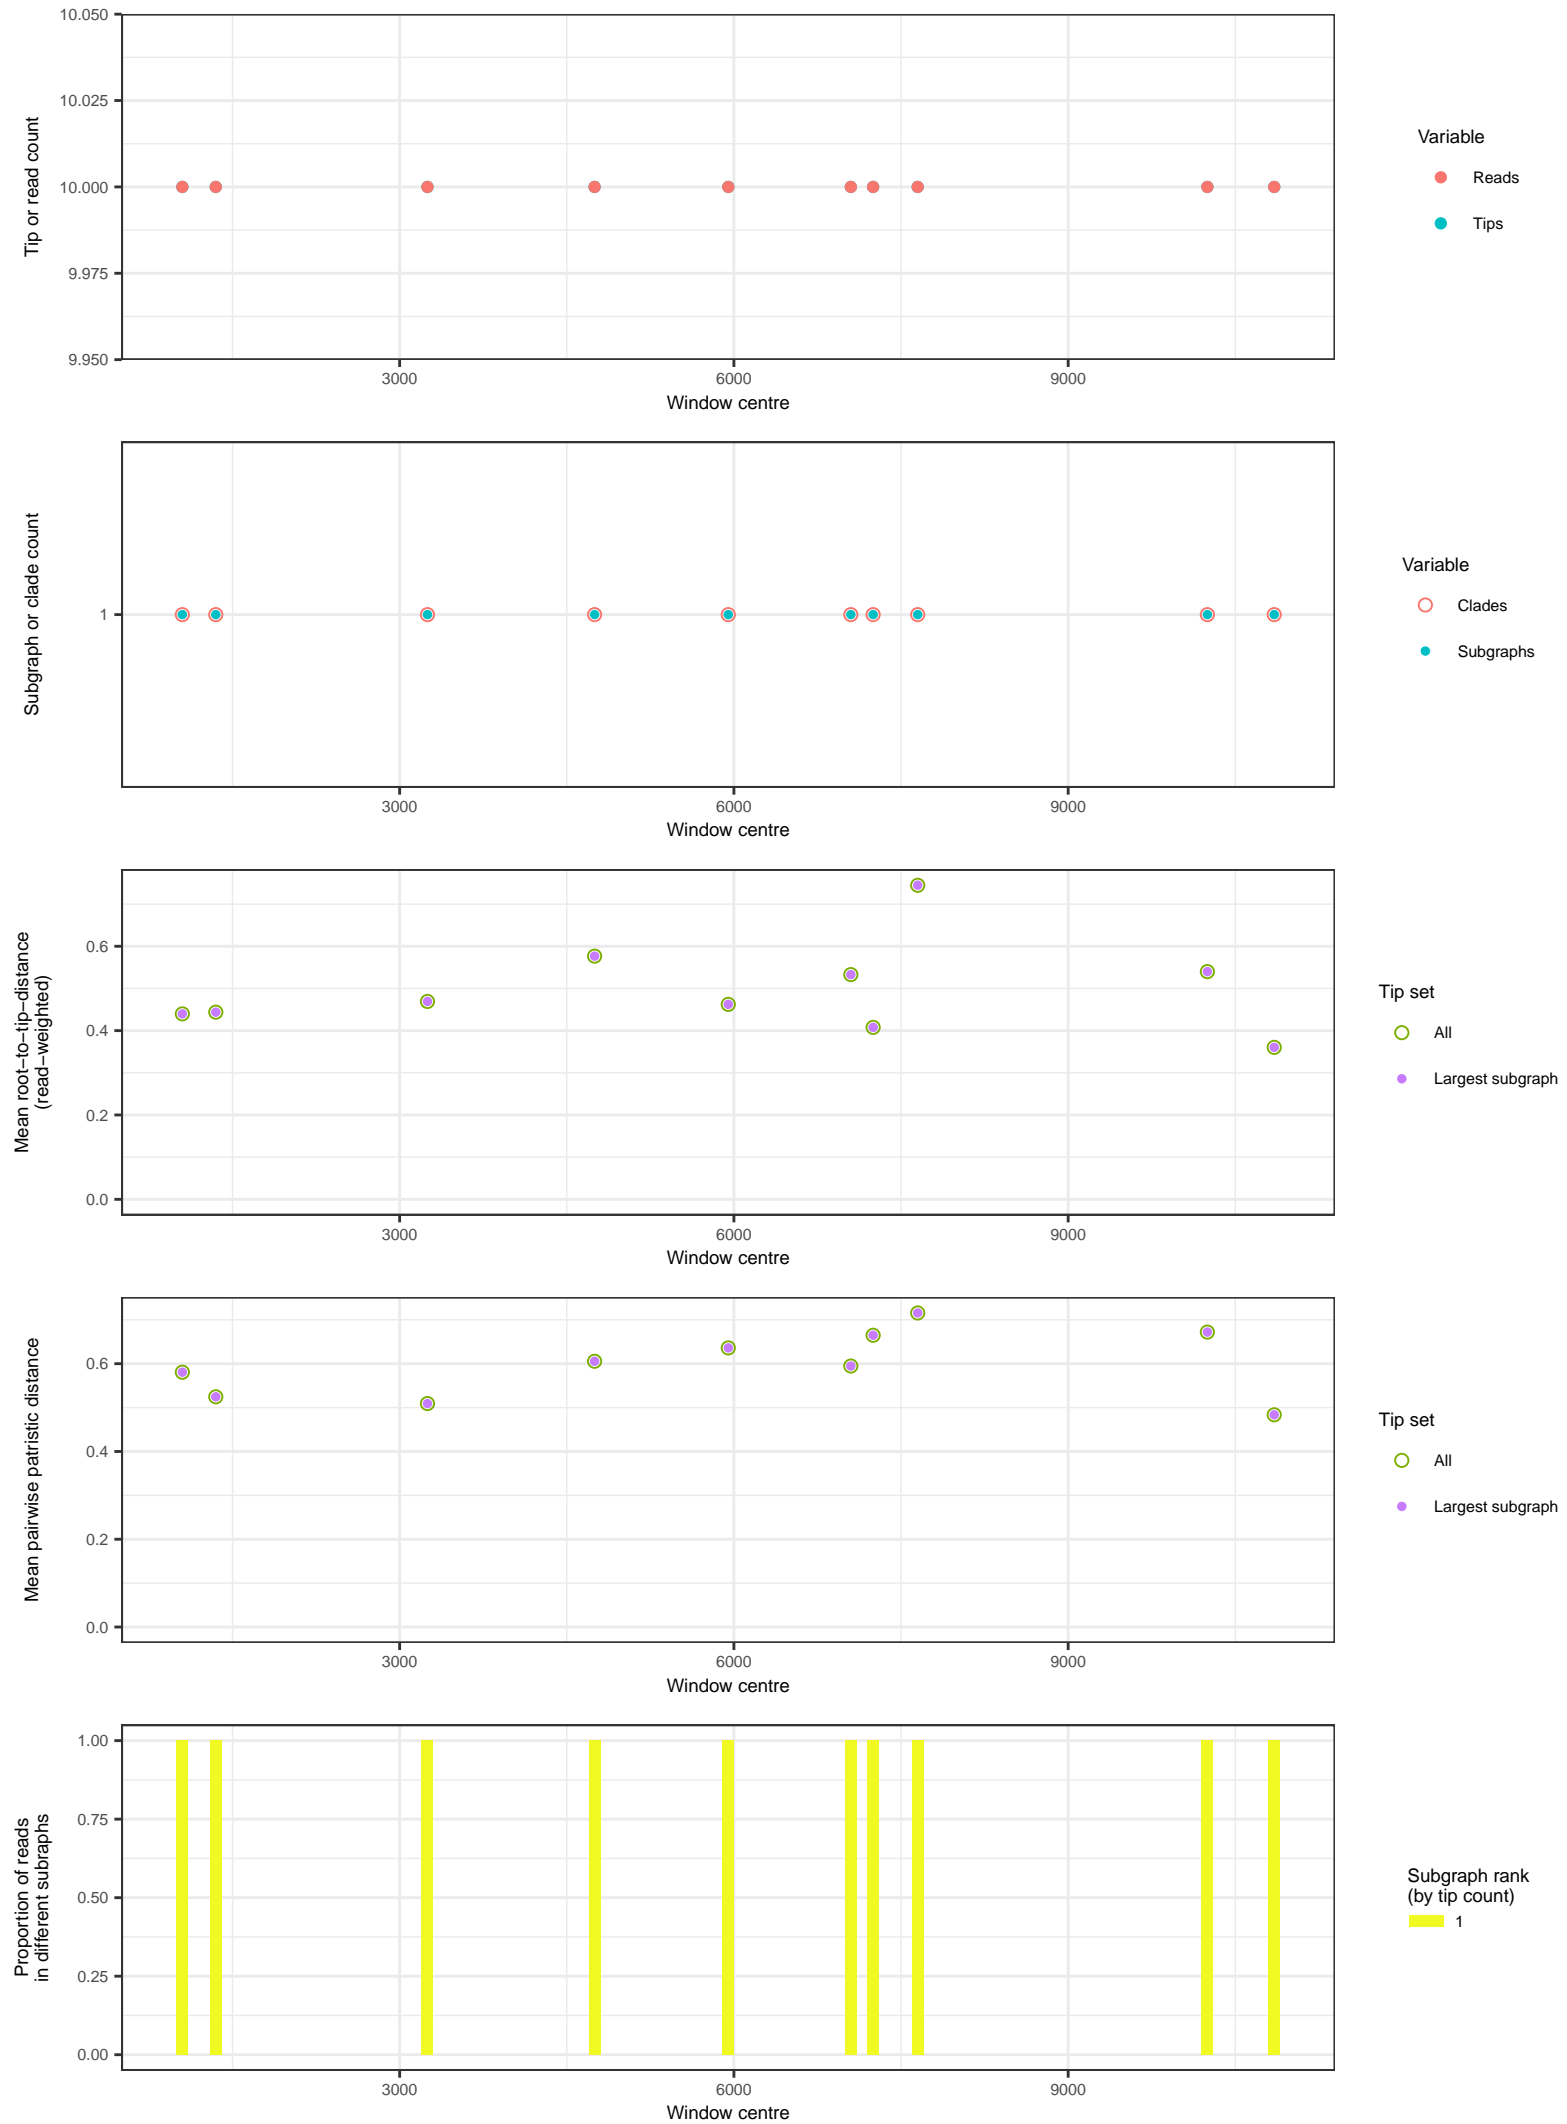 10.050
10.025
10.000
9.975
9.950
Tip or read count
3000
6000
9000
Window centre
Variable
Reads
Tips
1
Subgraph or clade count
3000
6000
9000
Window centre
Variable
Clades
Subgraphs
0.6
0.4
0.2
0.0
Mean root−to−tip−distance
(read−weighted)
3000
6000
9000
Window centre
Tip set
All
Largest subgraph
0.6
0.4
0.2
0.0
Mean pairwise patristic distance
3000
6000
9000
Window centre
Tip set
All
Largest subgraph
1.00
0.75
0.50
0.25
0.00
Proportion of reads
in different subraphs
3000
6000
9000
Window centre
Subgraph rank
(by tip count)
1